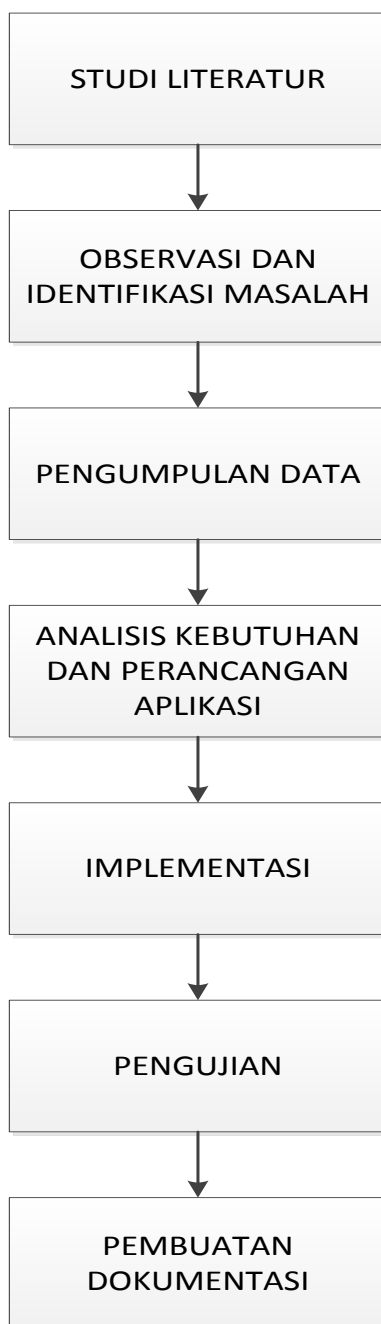 STUDI LITERATUR
OBSERVASI DAN
IDENTIFIKASI MASALAH
PENGUMPULAN DATA
ANALISIS KEBUTUHAN
DAN PERANCANGAN
APLIKASI
IMPLEMENTASI
PENGUJIAN
PEMBUATAN
DOKUMENTASI